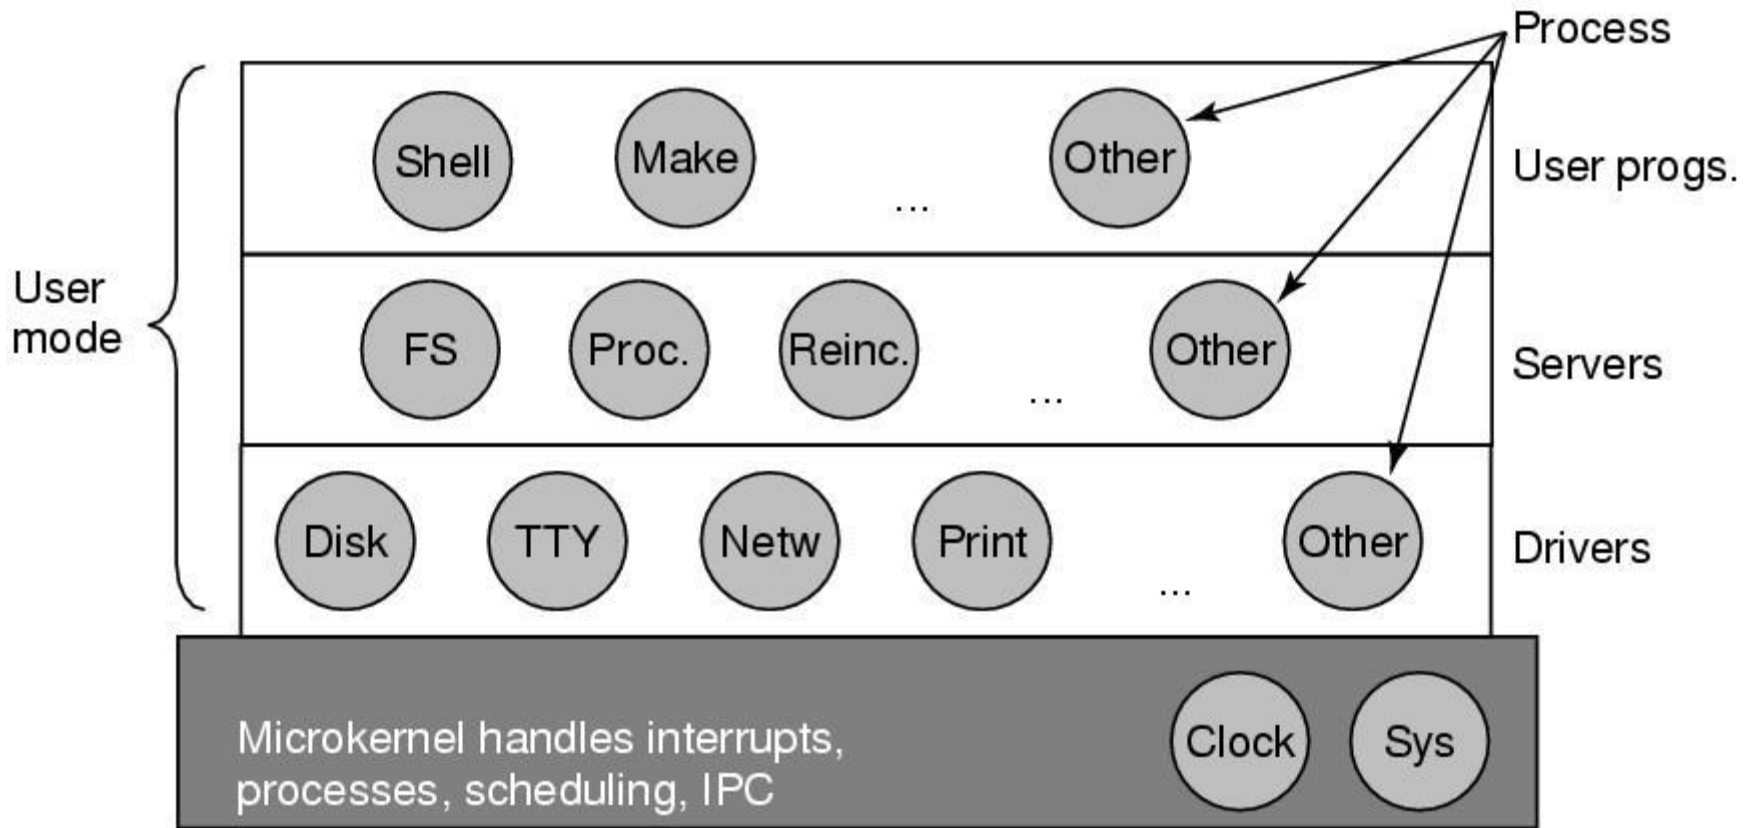 Process
Shell
Make
...
Other
User progs.
User
mode
FS
Proc.
Reinc.
...
Other
Servers
Disk
TTY
Netw
Print
...
Other
Drivers
Microkernel handles interrupts,
processes, scheduling, IPC
Clock
Sys